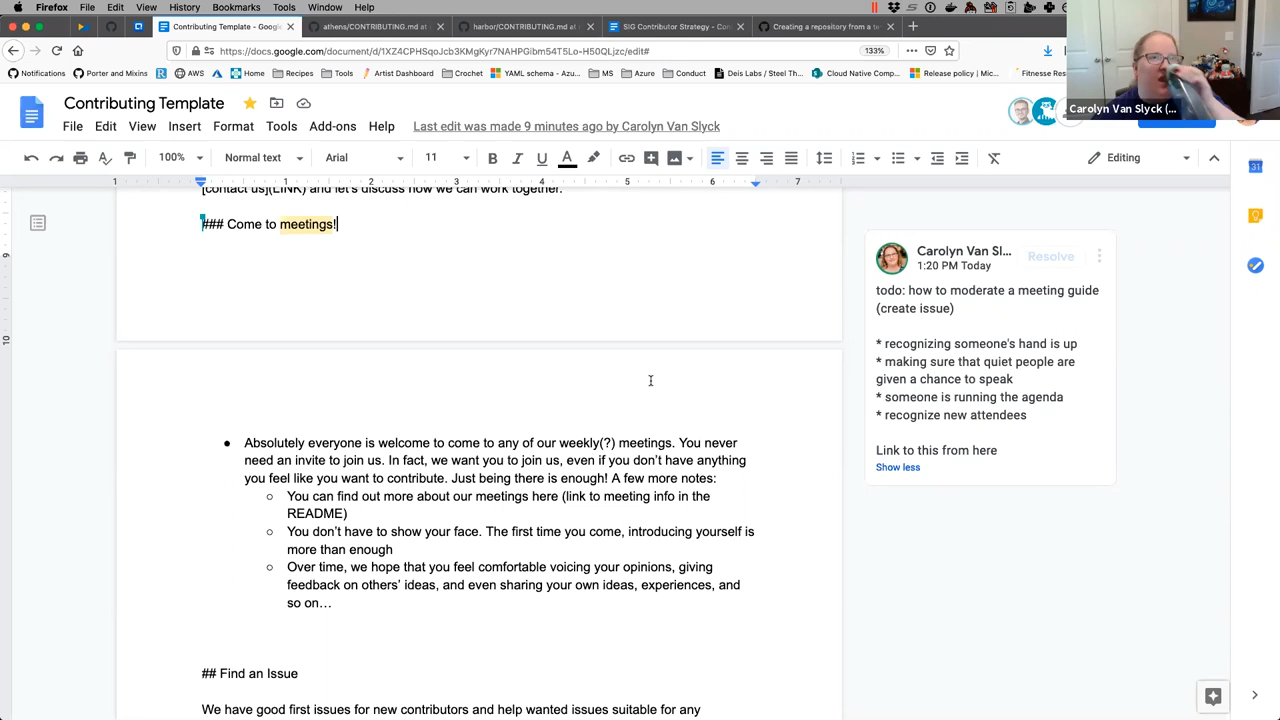 Firefox File Edit View History Bookmarks Tools Window Help
Contributing Template - Google
athens/CONTRIBUTING.md at
harbor/CONTRIBUTING.md at
SIG Contributor Strategy - Con
Creating a repository from a te
https://docs.google.com/document/d/1XZ4CPHSqoJcb3KMgKyr7NAHPGibm54T5Lo-H50QLjzc/edit#
133%
Notifications Porter and Mixins AWS Home Recipes Tools Artist Dashboard Crochet YAML schema - Azu... MS Azure Conduct Deis Labs / Steel Th... Cloud Native Comp... Release policy | Mic... Fitnesse Res
Carolyn Van Slyck (...
Contributing Template
File Edit View Insert Format Tools Add-ons Help
Last edit was made 9 minutes ago by Carolyn Van Slyck
100% Normal text Arial 11 Editing
1 1 2 3 4 5 6 7
[contact us](LINK) and let's discuss how we can work together.
### Come to meetings!
Carolyn Van Sl...
Resolve
1:20 PM Today
todo: how to moderate a meeting guide
(create issue)
* recognizing someone's hand is up
* making sure that quiet people are
given a chance to speak
* someone is running the agenda
* recognize new attendees
Link to this from here
Show less
9
10
● Absolutely everyone is welcome to come to any of our weekly(?) meetings. You never
need an invite to join us. In fact, we want you to join us, even if you don't have anything
you feel like you want to contribute. Just being there is enough! A few more notes:
○ You can find out more about our meetings here (link to meeting info in the
README)
○ You don't have to show your face. The first time you come, introducing yourself is
more than enough
○ Over time, we hope that you feel comfortable voicing your opinions, giving
feedback on others' ideas, and even sharing your own ideas, experiences, and
so on…
## Find an Issue
We have good first issues for new contributors and help wanted issues suitable for any